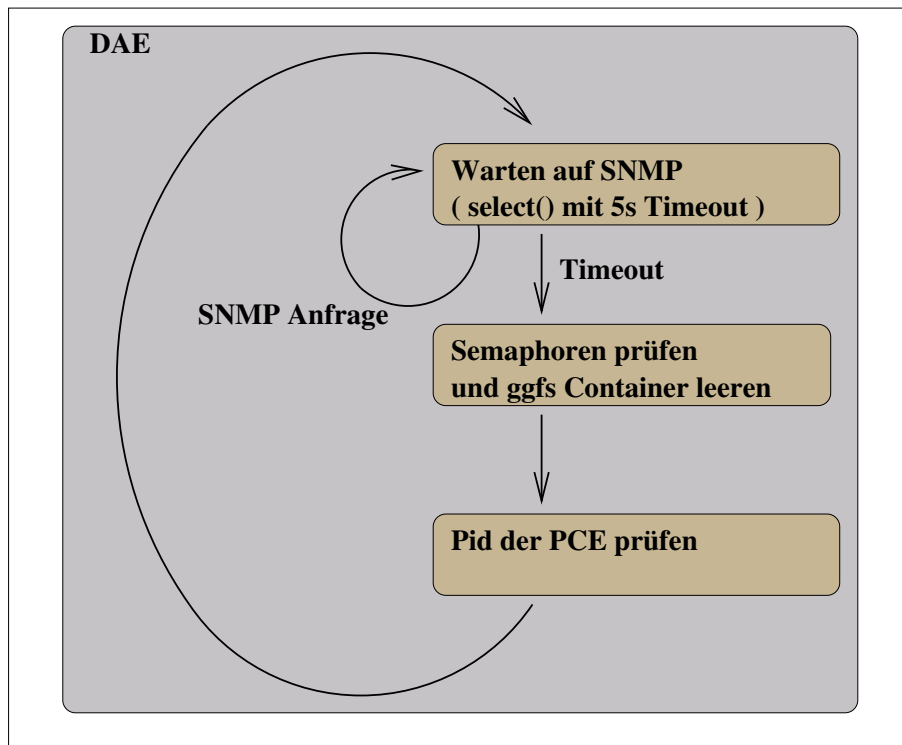 DAE
Warten auf SNMP
( select() mit 5s Timeout )
Timeout
SNMP Anfrage
Semaphoren prüfen
und ggfs Container leeren
Pid der PCE prüfen